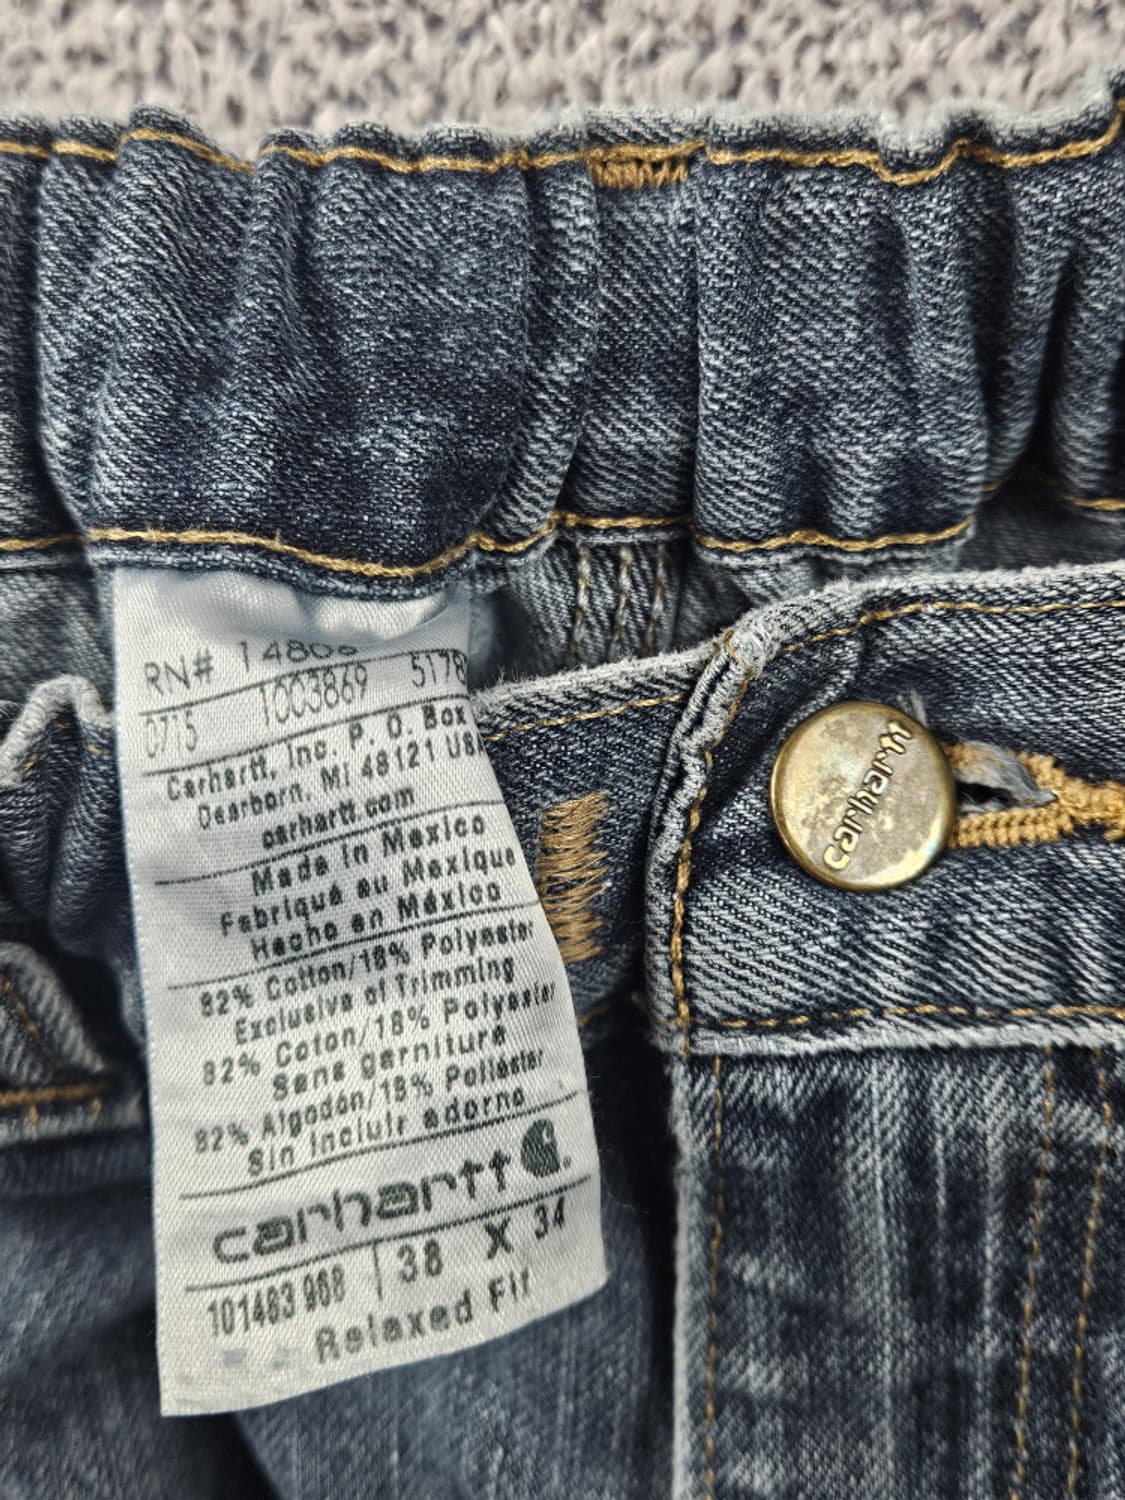 RN# 14806
1003869 5178
0715
Carhartt, Inc. P. O. Box
Dearborn, MI 48121 USA
carhartt.com
Made in Mexico
Fabriqué au Mexique
Hecho en México
82% Cotton/18% Polyester
Exclusive of Trimming
82% Coton/18% Polyester
Sans garniture
82% Algodón/18% Poliéster
Sin incluir adorno
carhartt
101483 968 38 X 34
Relaxed Fit
carhartt